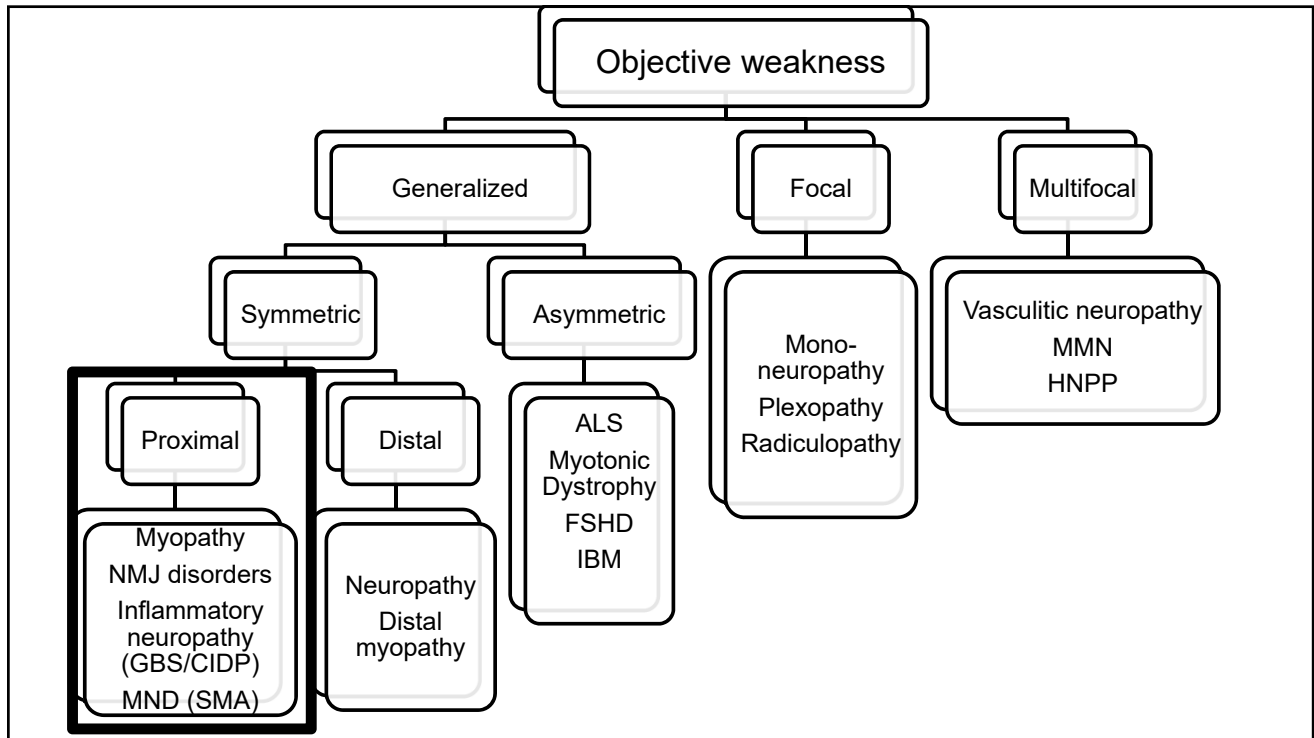 Objective weakness
Generalized
Focal
Multifocal
Symmetric
Asymmetric
Mono-
neuropathy
Plexopathy
Radiculopathy
Vasculitic neuropathy
MMN
HNPP
Proximal
Distal
ALS
Myotonic
Dystrophy
FSHD
IBM
Myopathy
NMJ disorders
Inflammatory
neuropathy
(GBS/CIDP)
MND (SMA)
Neuropathy
Distal
myopathy